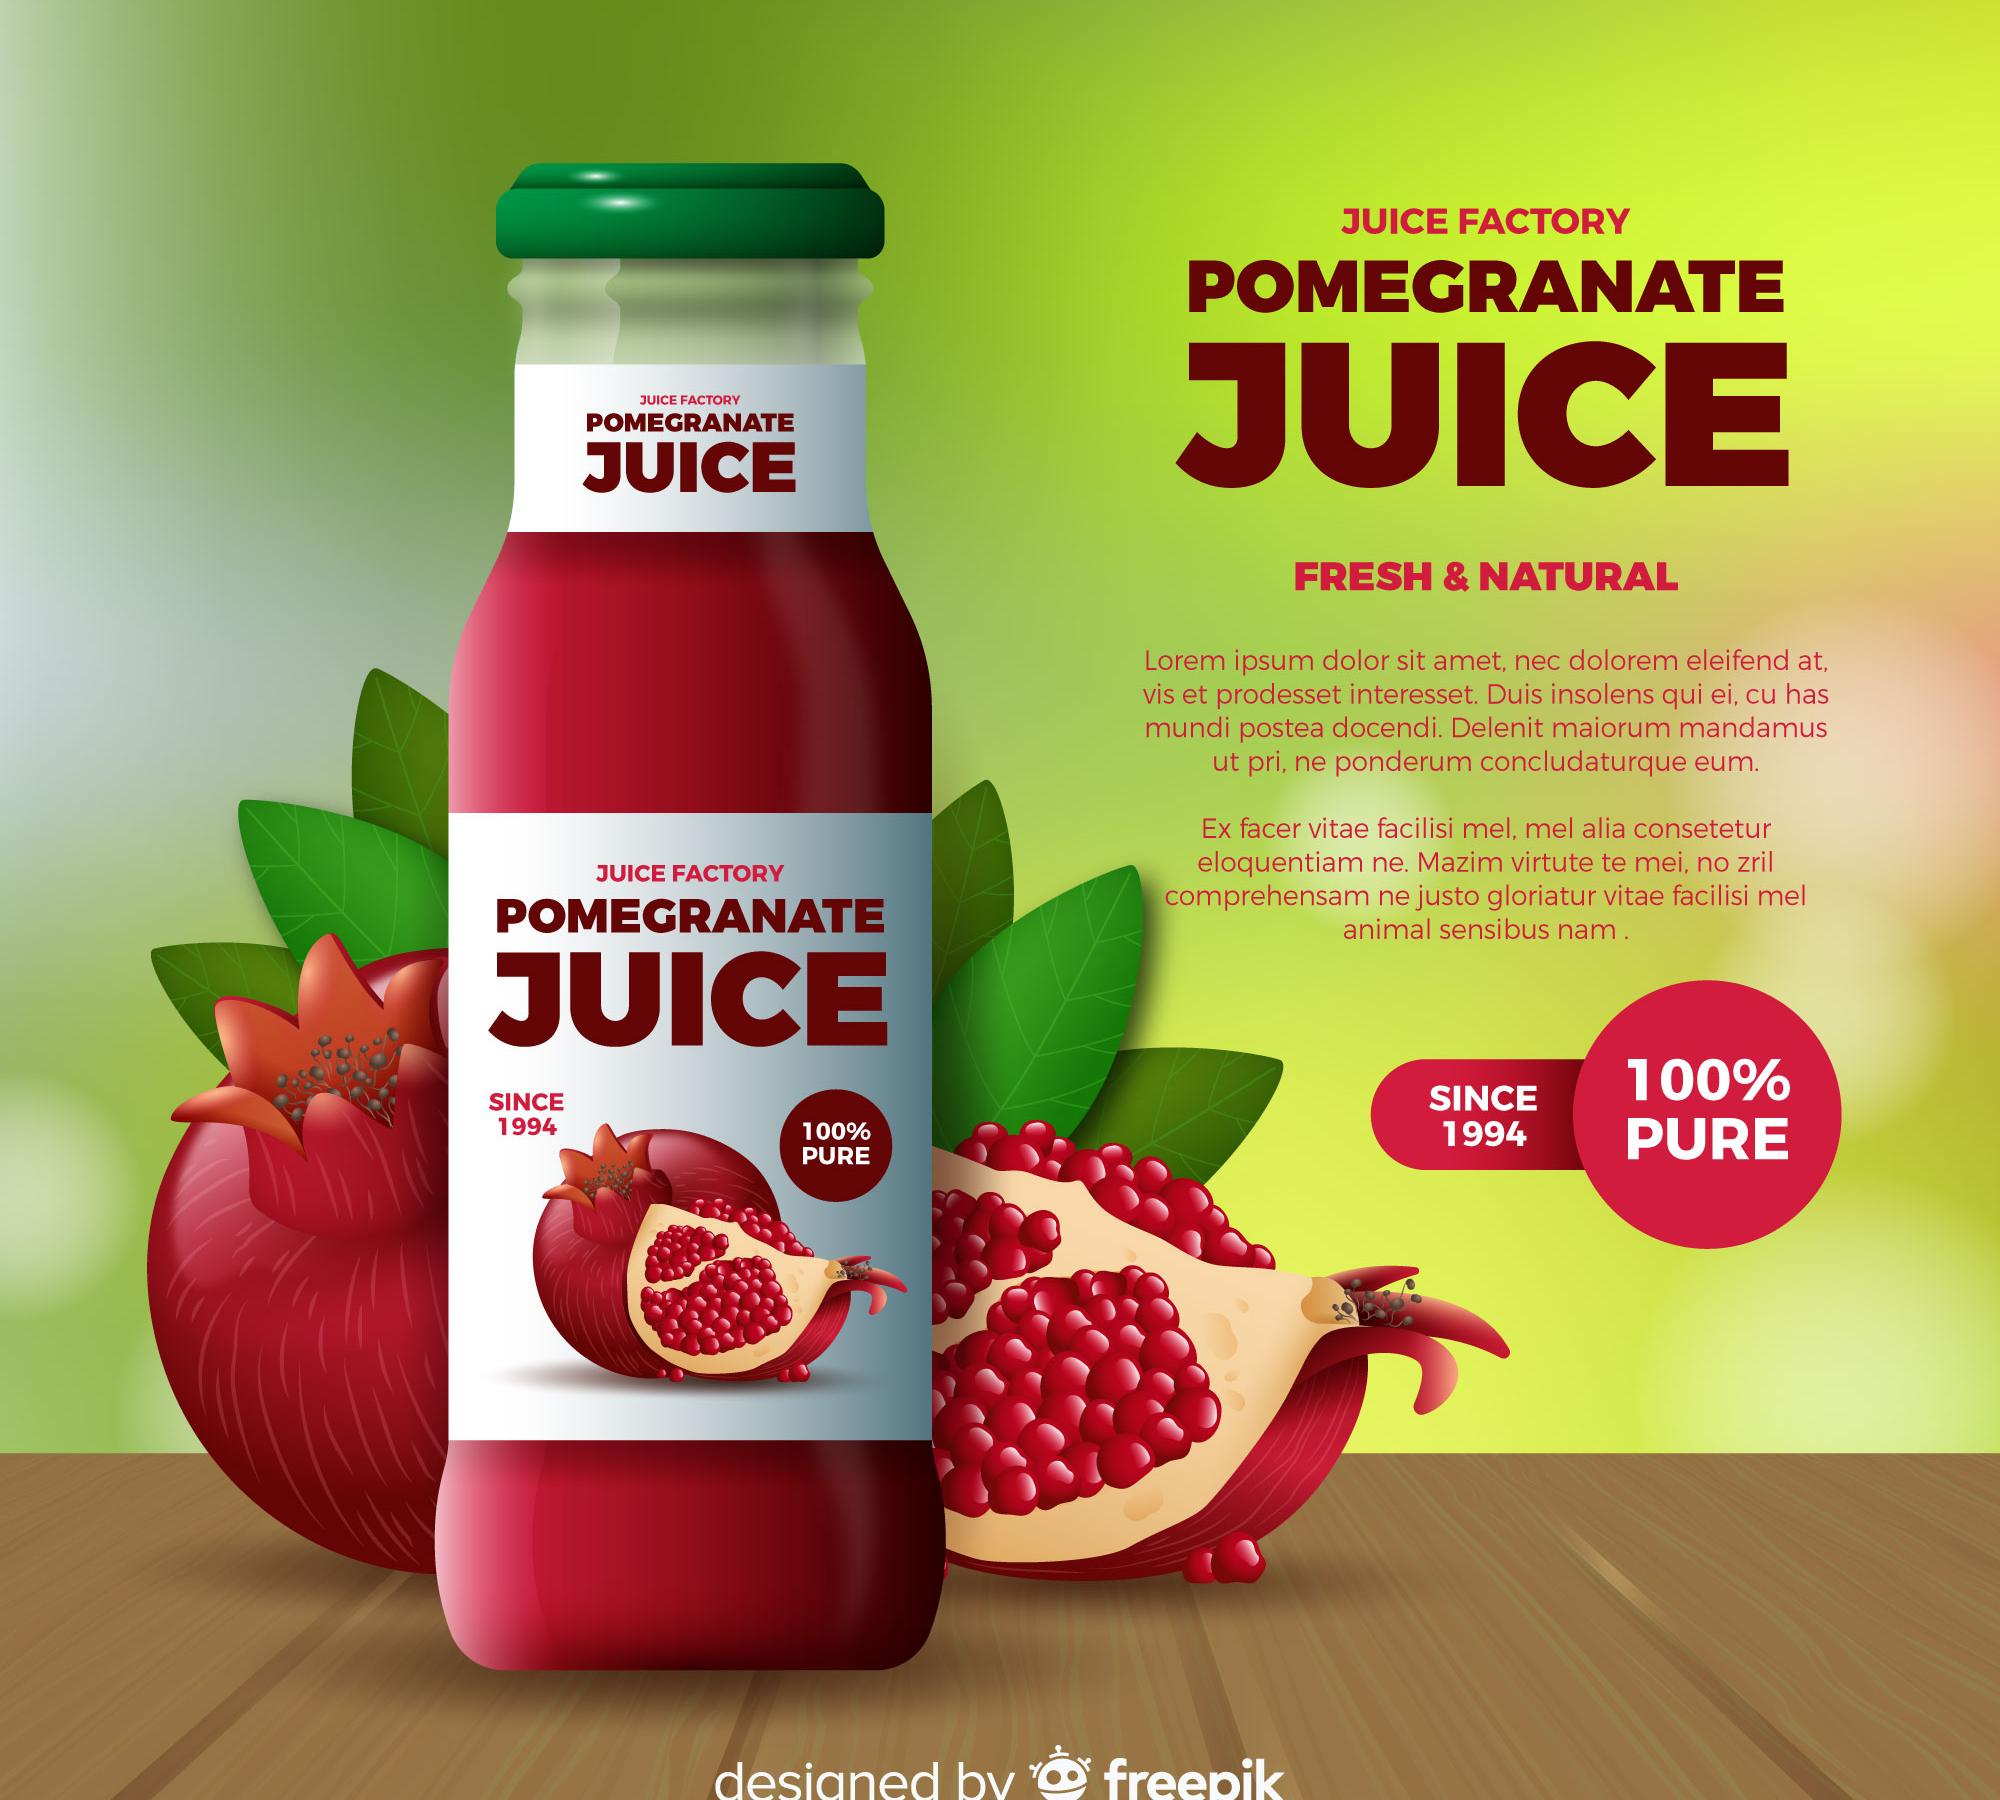 JUICE FACTORY
POMEGRANATE
JUICE
JUICE FACTORY
POMEGRANATE
JUICE
SINCE
1994
100%
PURE
JUICE FACTORY
POMEGRANATE
JUICE
FRESH & NATURAL
Lorem ipsum dolor sit amet, nec dolorem eleifend at,
vis et prodesset interesset. Duis insolens qui ei, cu has
mundi postea docendi. Delenit maiorum mandamus
ut pri, ne ponderum concludaturque eum.
Ex facer vitae facilisi mel, mel alia consetetur
eloquentiam ne. Mazim virtute te mei, no zril
comprehensam ne justo gloriatur vitae facilisi mel
animal sensibus nam .
SINCE
1994
100%
PURE
designed by freepik